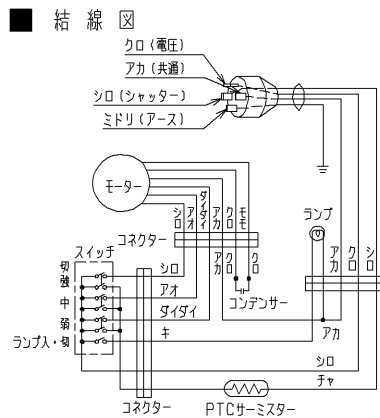 ■ 結線図
クロ(電圧)
アカ(共通)
シロ(シャッター)
ミドリ(アース)
モーター
シロ
アオ
ダイダイ
アカ
クロ
モモ
ランプ
コネクター
アカ
クロ
クロ
アカ
クロ
シロ
スイッチ
切
強
中
弱
ランプ入・切
シロ
アオ
ダイダイ
キ
コンデンサー
アカ
シロ
チャ
コネクター
PTCサーミスター